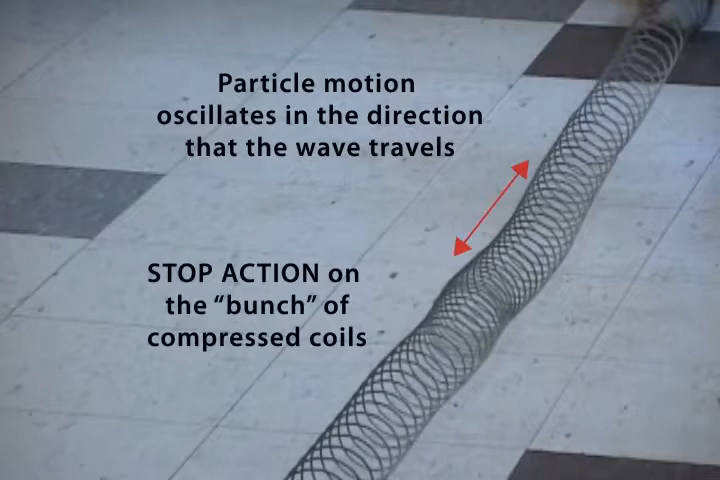 Particle motion
oscillates in the direction
that the wave travels
STOP ACTION on
the “bunch” of
compressed coils